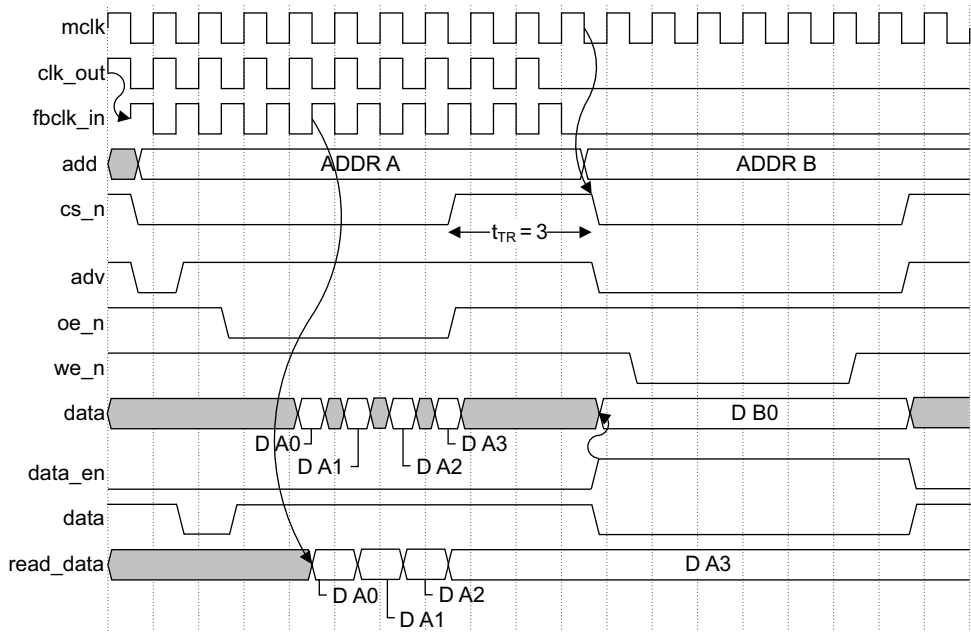 mclk
clk_out
fbclk_in
add ADDR A ADDR B
cs_n
tTR = 3
adv
oe_n
we_n
data D B0
D A0 D A3
D A1 D A2
data_en
data
read_data D A3
D A0 D A2
D A1